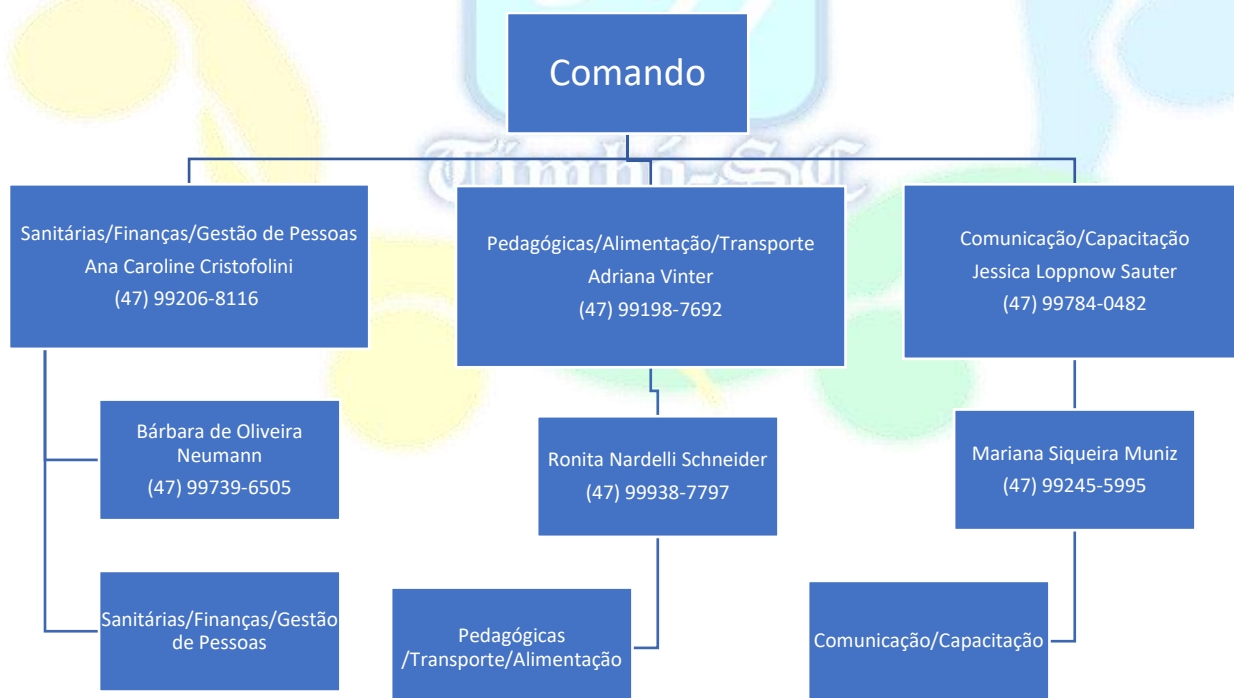 Comando
Timbó-SC
Sanitárias/Finanças/Gestão de Pessoas
Ana Caroline Cristofolini
(47) 99206-8116
Pedagógicas/Alimentação/Transporte
Adriana Vinter
(47) 99198-7692
Comunicação/Capacitação
Jessica Loppnow Sauter
(47) 99784-0482
Bárbara de Oliveira
Neumann
(47) 99739-6505
Ronita Nardelli Schneider
(47) 99938-7797
Mariana Siqueira Muniz
(47) 99245-5995
Sanitárias/Finanças/Gestão
de Pessoas
Pedagógicas
/Transporte/Alimentação
Comunicação/Capacitação